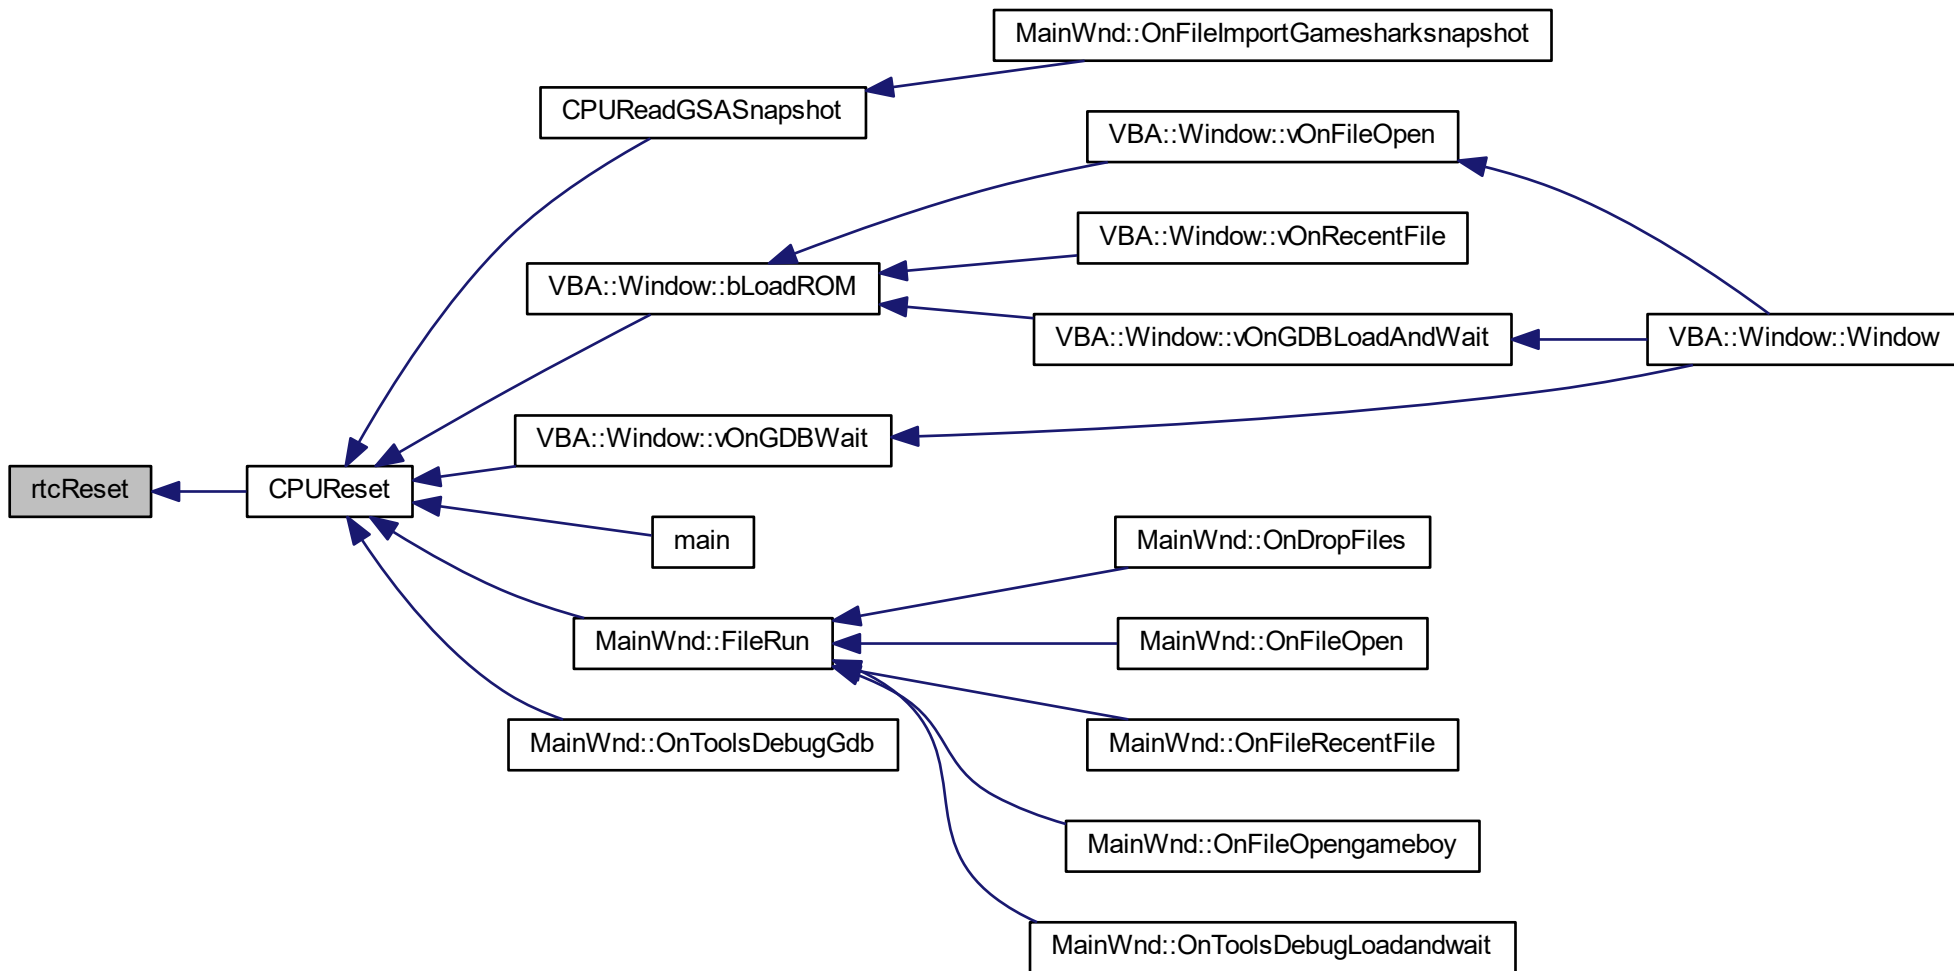 MainWnd::OnFileImportGamesharksnapshot
CPUReadGSASnapshot
VBA::Window::vOnFileOpen
VBA::Window::vOnRecentFile
VBA::Window::bLoadROM
VBA::Window::vOnGDBLoadAndWait
VBA::Window::Window
VBA::Window::vOnGDBWait
rtcReset
CPUReset
main
MainWnd::OnDropFiles
MainWnd::FileRun
MainWnd::OnFileOpen
MainWnd::OnToolsDebugGdb
MainWnd::OnFileRecentFile
MainWnd::OnFileOpengameboy
MainWnd::OnToolsDebugLoadandwait